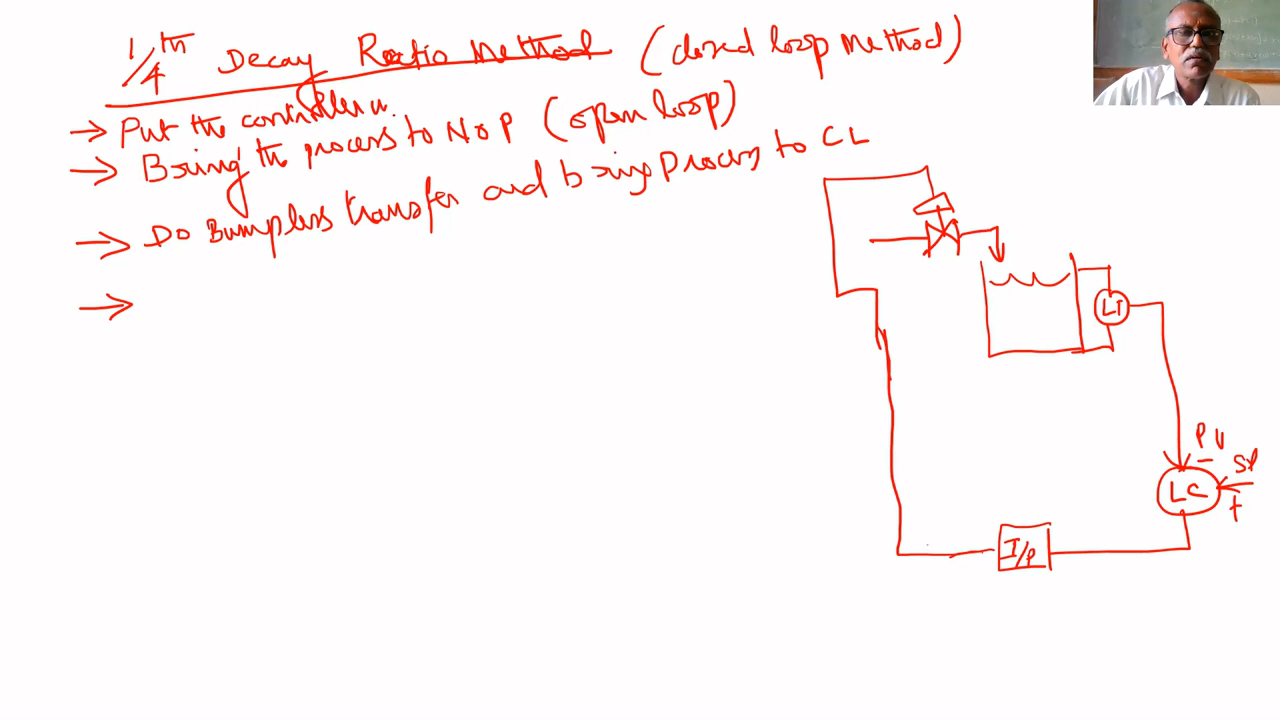 1/4th Decay Ratio Method (closed loop Method)
→ Put the controller u.
→ Bring the process to NOP (open loop)
→ Do Bumpless transfer and bring Process to CL
→
LT
PV
SP
LC
+
I/P